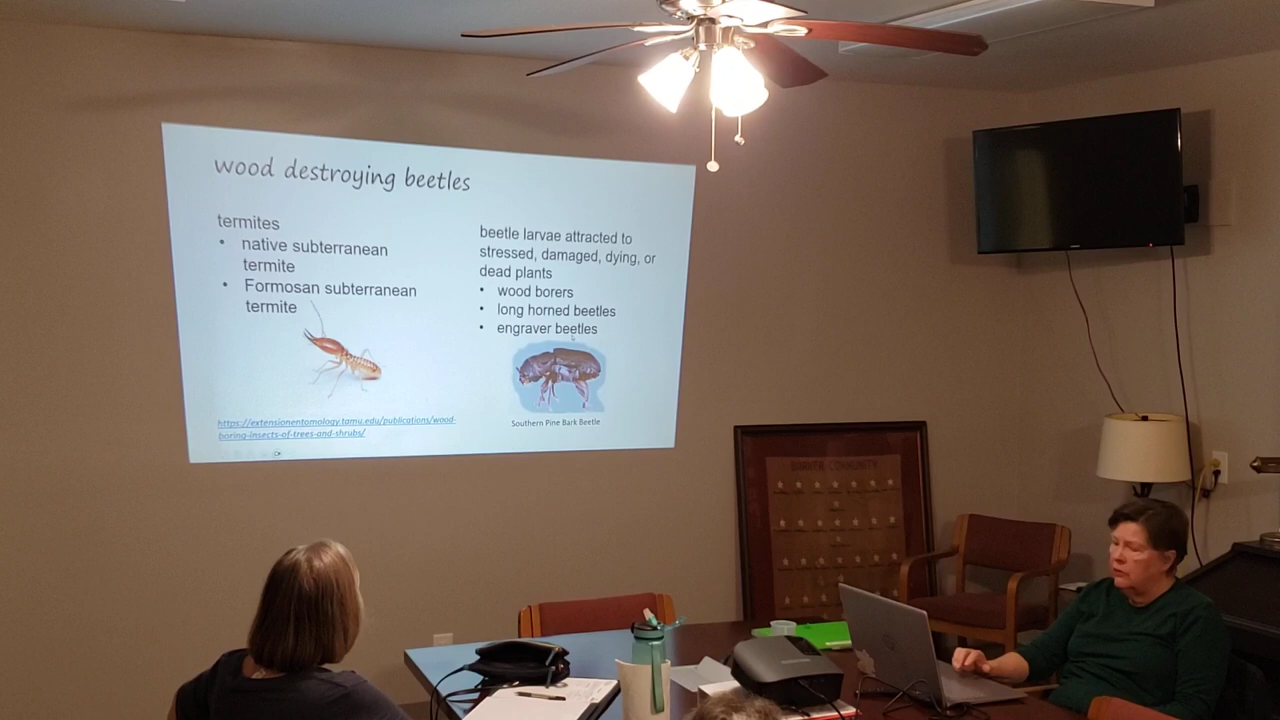 wood destroying beetles
termites
• native subterranean
termite
• Formosan subterranean
termite
beetle larvae attracted to
stressed, damaged, dying, or
dead plants
• wood borers
• long horned beetles
• engraver beetles
https://extensionentomology.tamu.edu/publications/wood-
boring-insects-of-trees-and-shrubs/
Southern Pine Bark Beetle
BARKER COMMUNITY